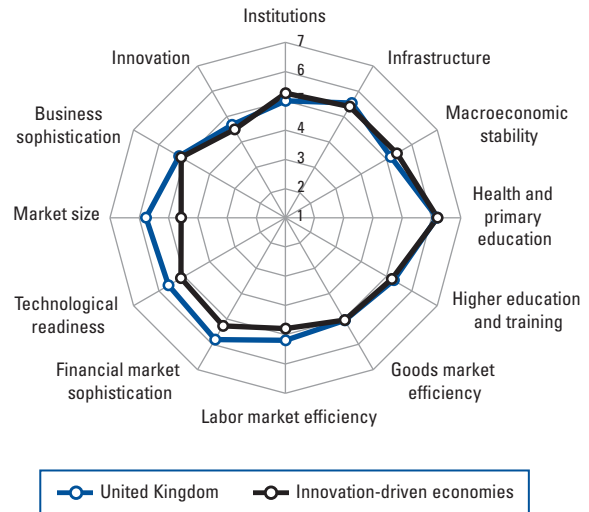 Institutions
7
Innovation
6
Infrastructure
Business
sophistication
4
Macroeconomic
stability
3
2
Market size
1
Health and
primary
education
Technological
readiness
Higher education
and training
Financial market
sophistication
Goods market
efficiency
Labor market efficiency
United Kingdom
Innovation-driven economies